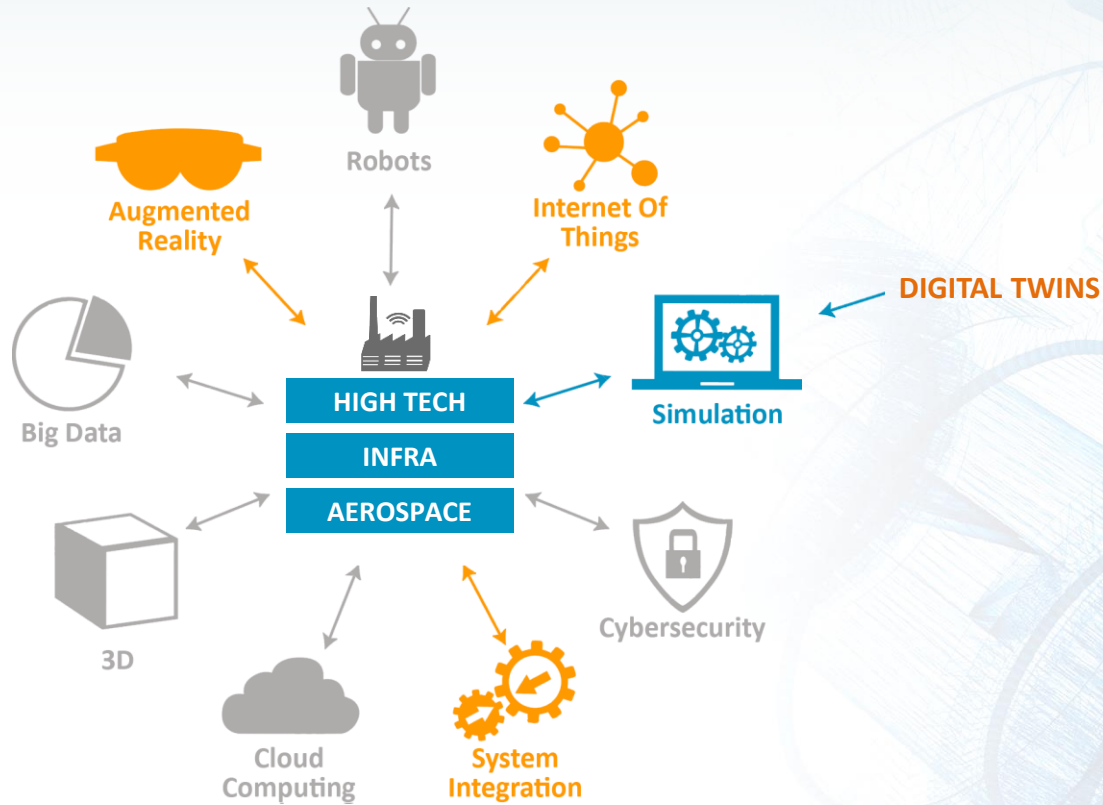 Robots
Augmented
Reality
Internet Of
Things
DIGITAL TWINS
HIGH TECH
Simulation
Big Data
INFRA
AEROSPACE
Cybersecurity
3D
Cloud
Computing
System
Integration